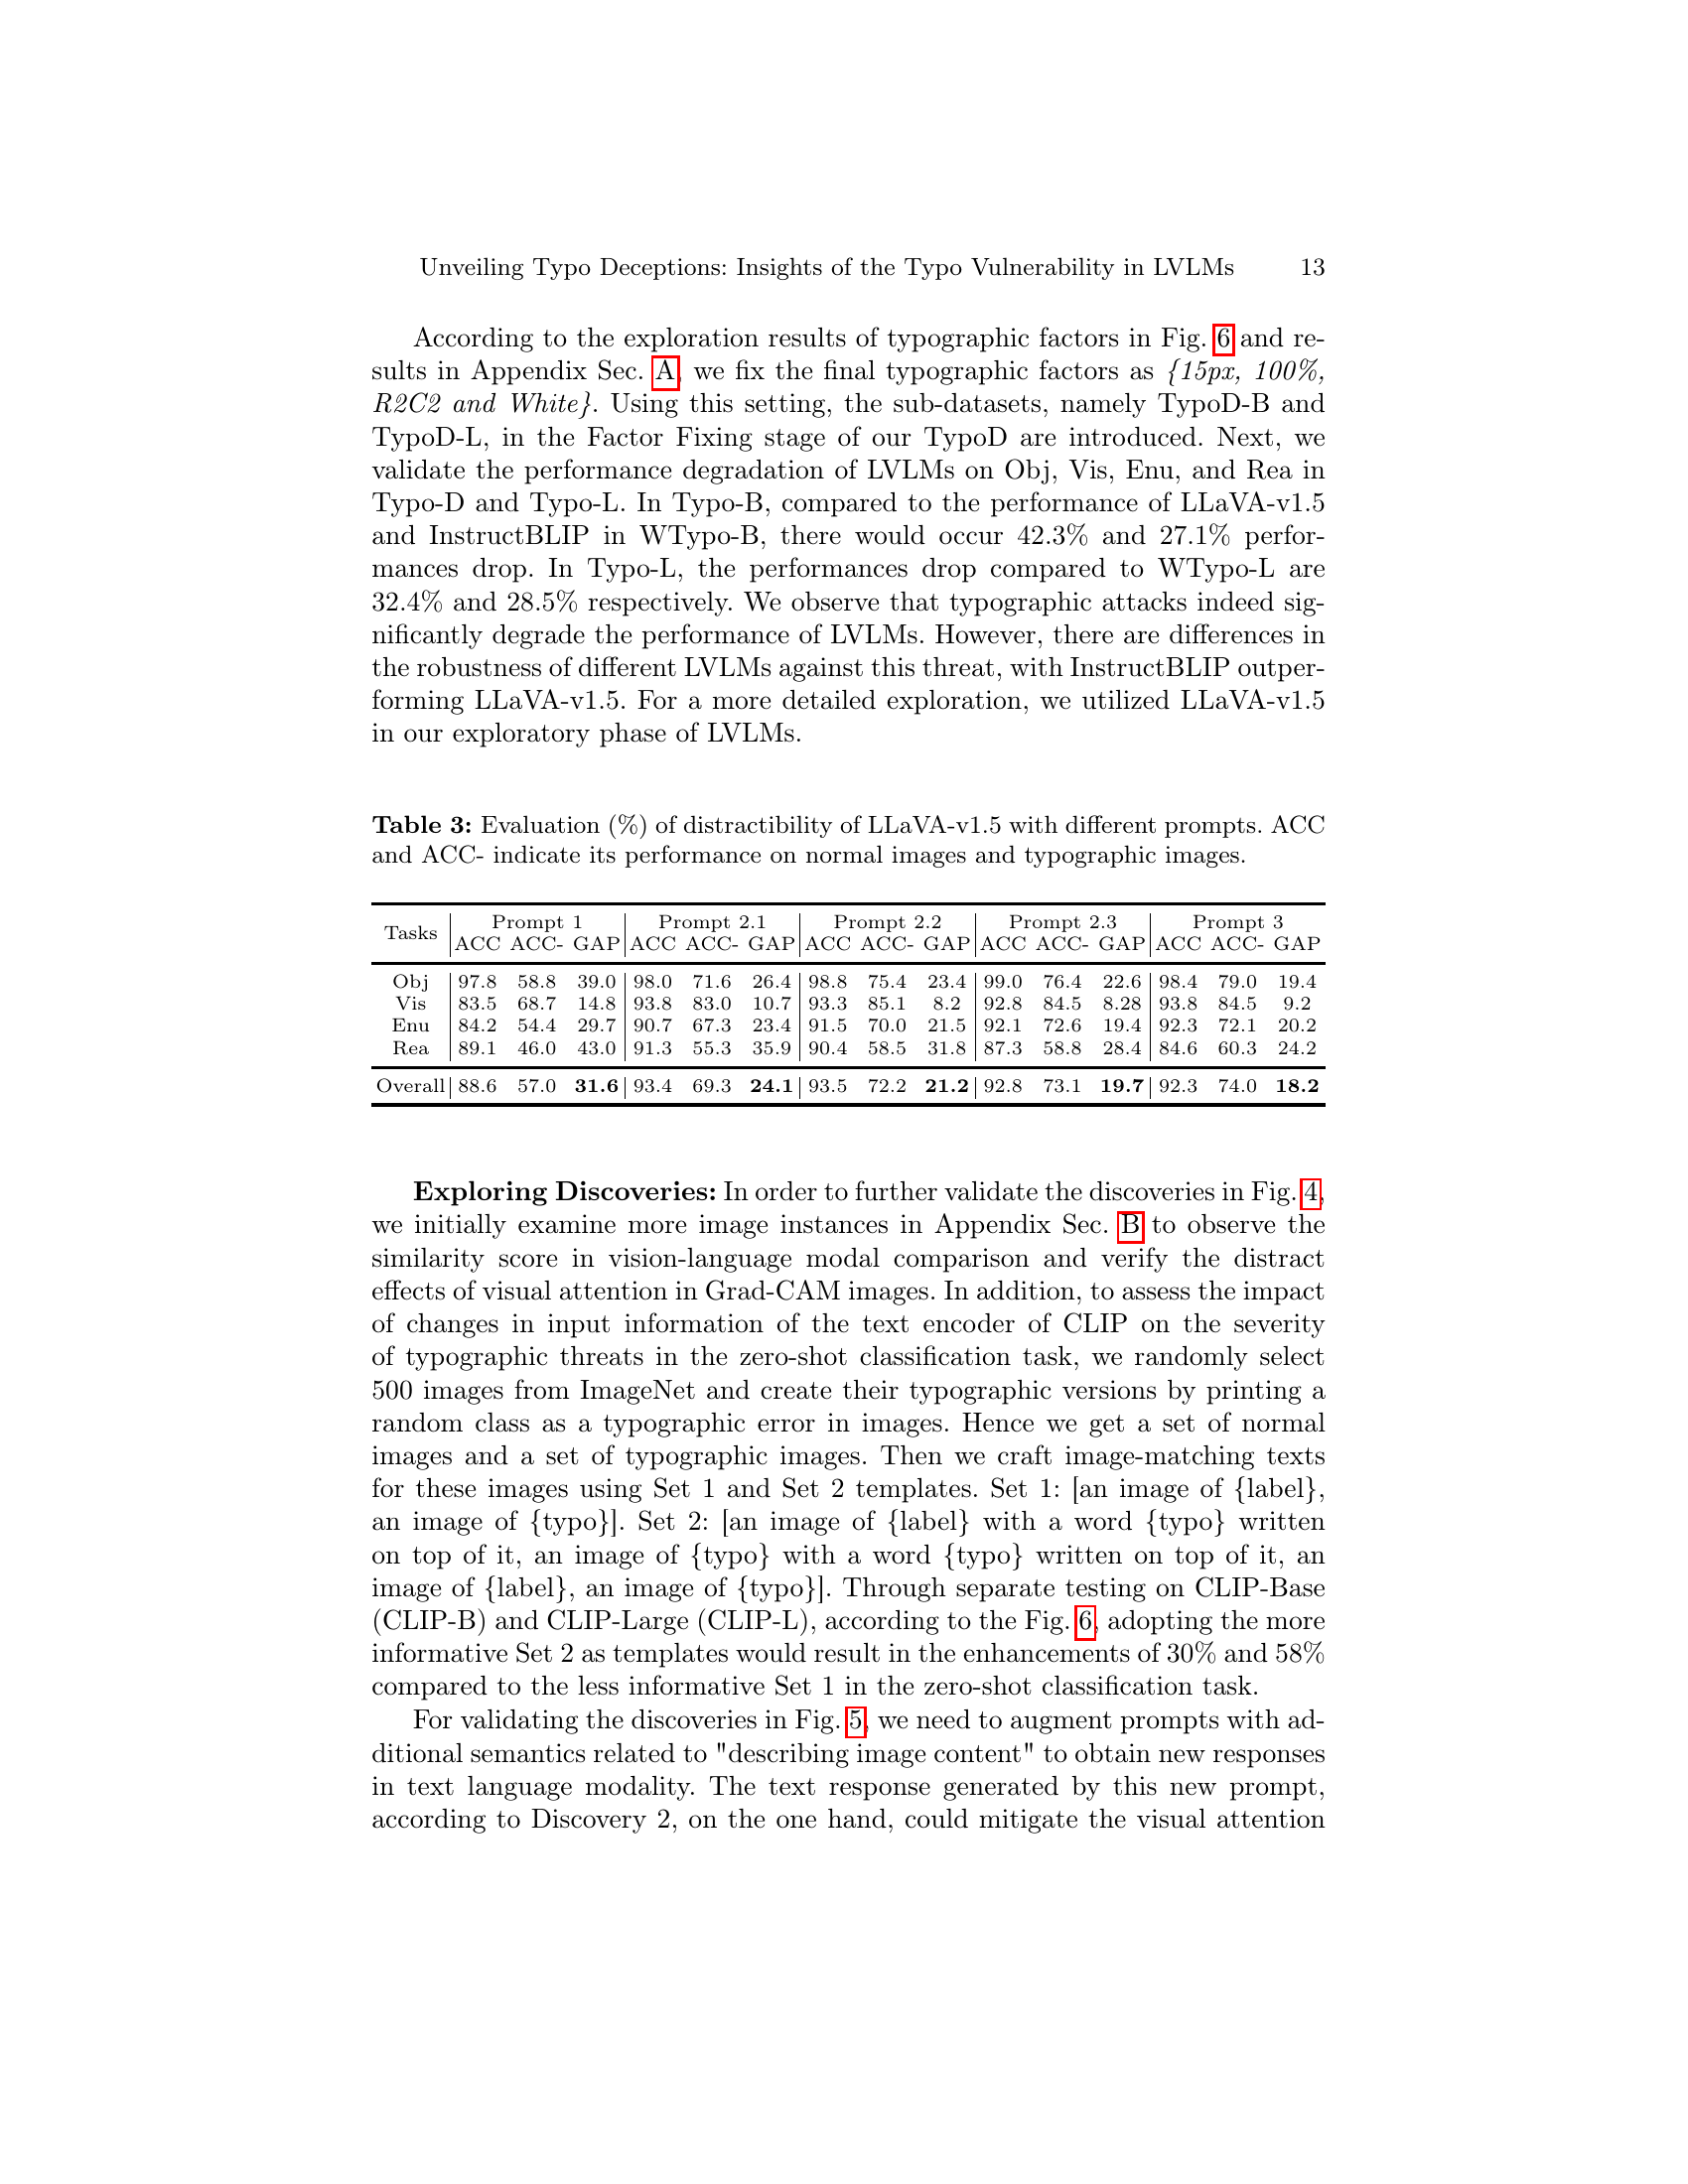 Unveiling Typo Deceptions: Insights of the Typo Vulnerability in LVLMs 13
According to the exploration results of typographic factors in Fig. 6 and re-
sults in Appendix Sec. A, we fix the final typographic factors as {15px, 100%,
R2C2 and White}. Using this setting, the sub-datasets, namely TypoD-B and
TypoD-L, in the Factor Fixing stage of our TypoD are introduced. Next, we
validate the performance degradation of LVLMs on Obj, Vis, Enu, and Rea in
Typo-D and Typo-L. In Typo-B, compared to the performance of LLaVA-v1.5
and InstructBLIP in WTypo-B, there would occur 42.3% and 27.1% perfor-
mances drop. In Typo-L, the performances drop compared to WTypo-L are
32.4% and 28.5% respectively. We observe that typographic attacks indeed sig-
nificantly degrade the performance of LVLMs. However, there are differences in
the robustness of different LVLMs against this threat, with InstructBLIP outper-
forming LLaVA-v1.5. For a more detailed exploration, we utilized LLaVA-v1.5
in our exploratory phase of LVLMs.
Table 3: Evaluation (%) of distractibility of LLaVA-v1.5 with different prompts. ACC
and ACC- indicate its performance on normal images and typographic images.
Tasks Prompt 1 Prompt 2.1 Prompt 2.2 Prompt 2.3 Prompt 3
ACC ACC- GAP ACC ACC- GAP ACC ACC- GAP ACC ACC- GAP ACC ACC- GAP
Obj 97.8 58.8 39.0 98.0 71.6 26.4 98.8 75.4 23.4 99.0 76.4 22.6 98.4 79.0 19.4
Vis 83.5 68.7 14.8 93.8 83.0 10.7 93.3 85.1 8.2 92.8 84.5 8.28 93.8 84.5 9.2
Enu 84.2 54.4 29.7 90.7 67.3 23.4 91.5 70.0 21.5 92.1 72.6 19.4 92.3 72.1 20.2
Rea 89.1 46.0 43.0 91.3 55.3 35.9 90.4 58.5 31.8 87.3 58.8 28.4 84.6 60.3 24.2
Overall 88.6 57.0 31.6 93.4 69.3 24.1 93.5 72.2 21.2 92.8 73.1 19.7 92.3 74.0 18.2
Exploring Discoveries: In order to further validate the discoveries in Fig. 4,
we initially examine more image instances in Appendix Sec. B to observe the
similarity score in vision-language modal comparison and verify the distract
effects of visual attention in Grad-CAM images. In addition, to assess the impact
of changes in input information of the text encoder of CLIP on the severity
of typographic threats in the zero-shot classification task, we randomly select
500 images from ImageNet and create their typographic versions by printing a
random class as a typographic error in images. Hence we get a set of normal
images and a set of typographic images. Then we craft image-matching texts
for these images using Set 1 and Set 2 templates. Set 1: [an image of {label},
an image of {typo}]. Set 2: [an image of {label} with a word {typo} written
on top of it, an image of {typo} with a word {typo} written on top of it, an
image of {label}, an image of {typo}]. Through separate testing on CLIP-Base
(CLIP-B) and CLIP-Large (CLIP-L), according to the Fig. 6, adopting the more
informative Set 2 as templates would result in the enhancements of 30% and 58%
compared to the less informative Set 1 in the zero-shot classification task.
For validating the discoveries in Fig. 5, we need to augment prompts with ad-
ditional semantics related to "describing image content" to obtain new responses
in text language modality. The text response generated by this new prompt,
according to Discovery 2, on the one hand, could mitigate the visual attention